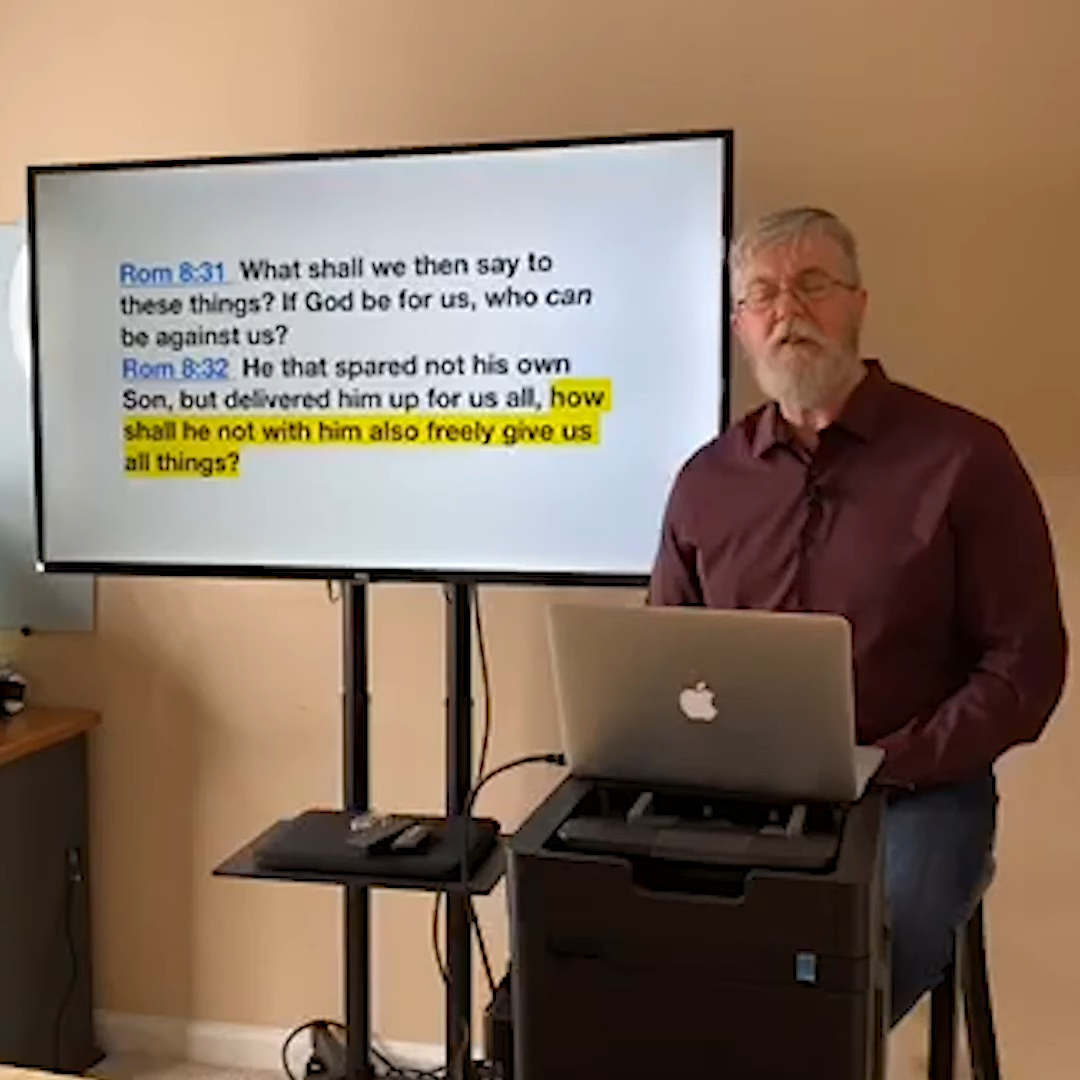 Rom 8:31 What shall we then say to
these things? If God be for us, who can
be against us?
Rom 8:32 He that spared not his own
Son, but delivered him up for us all, how
shall he not with him also freely give us
all things?